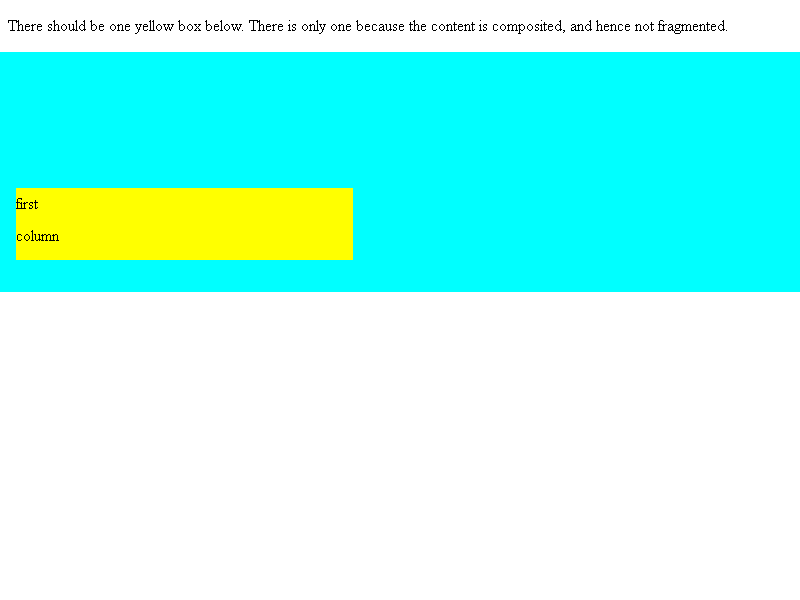 There should be one yellow box below. There is only one because the content is composited, and hence not fragmented.
first
column